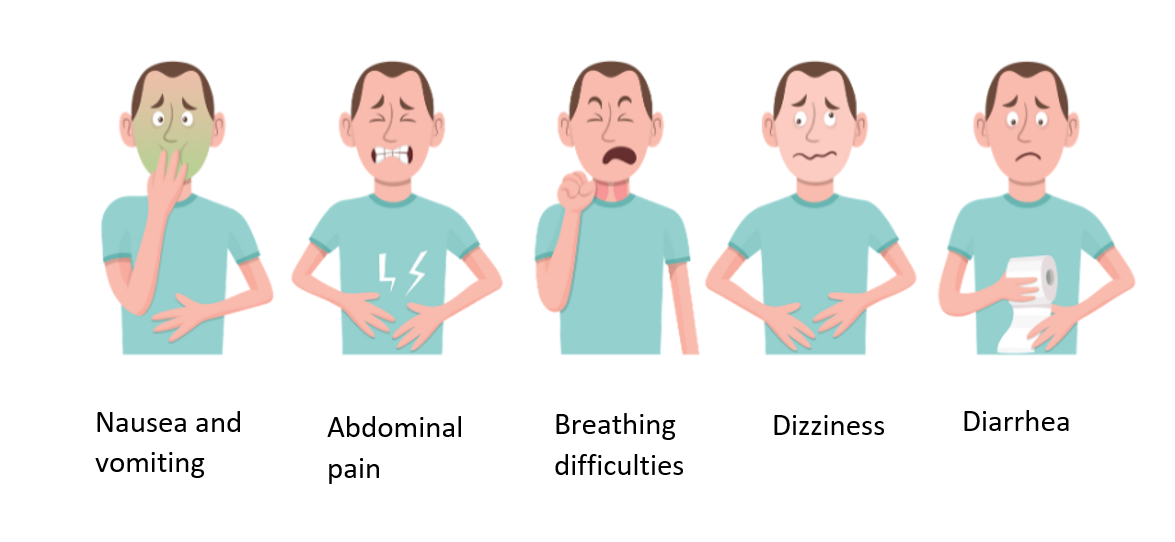 Nausea and
vomiting
Abdominal
pain
Breathing
difficulties
Dizziness
Diarrhea